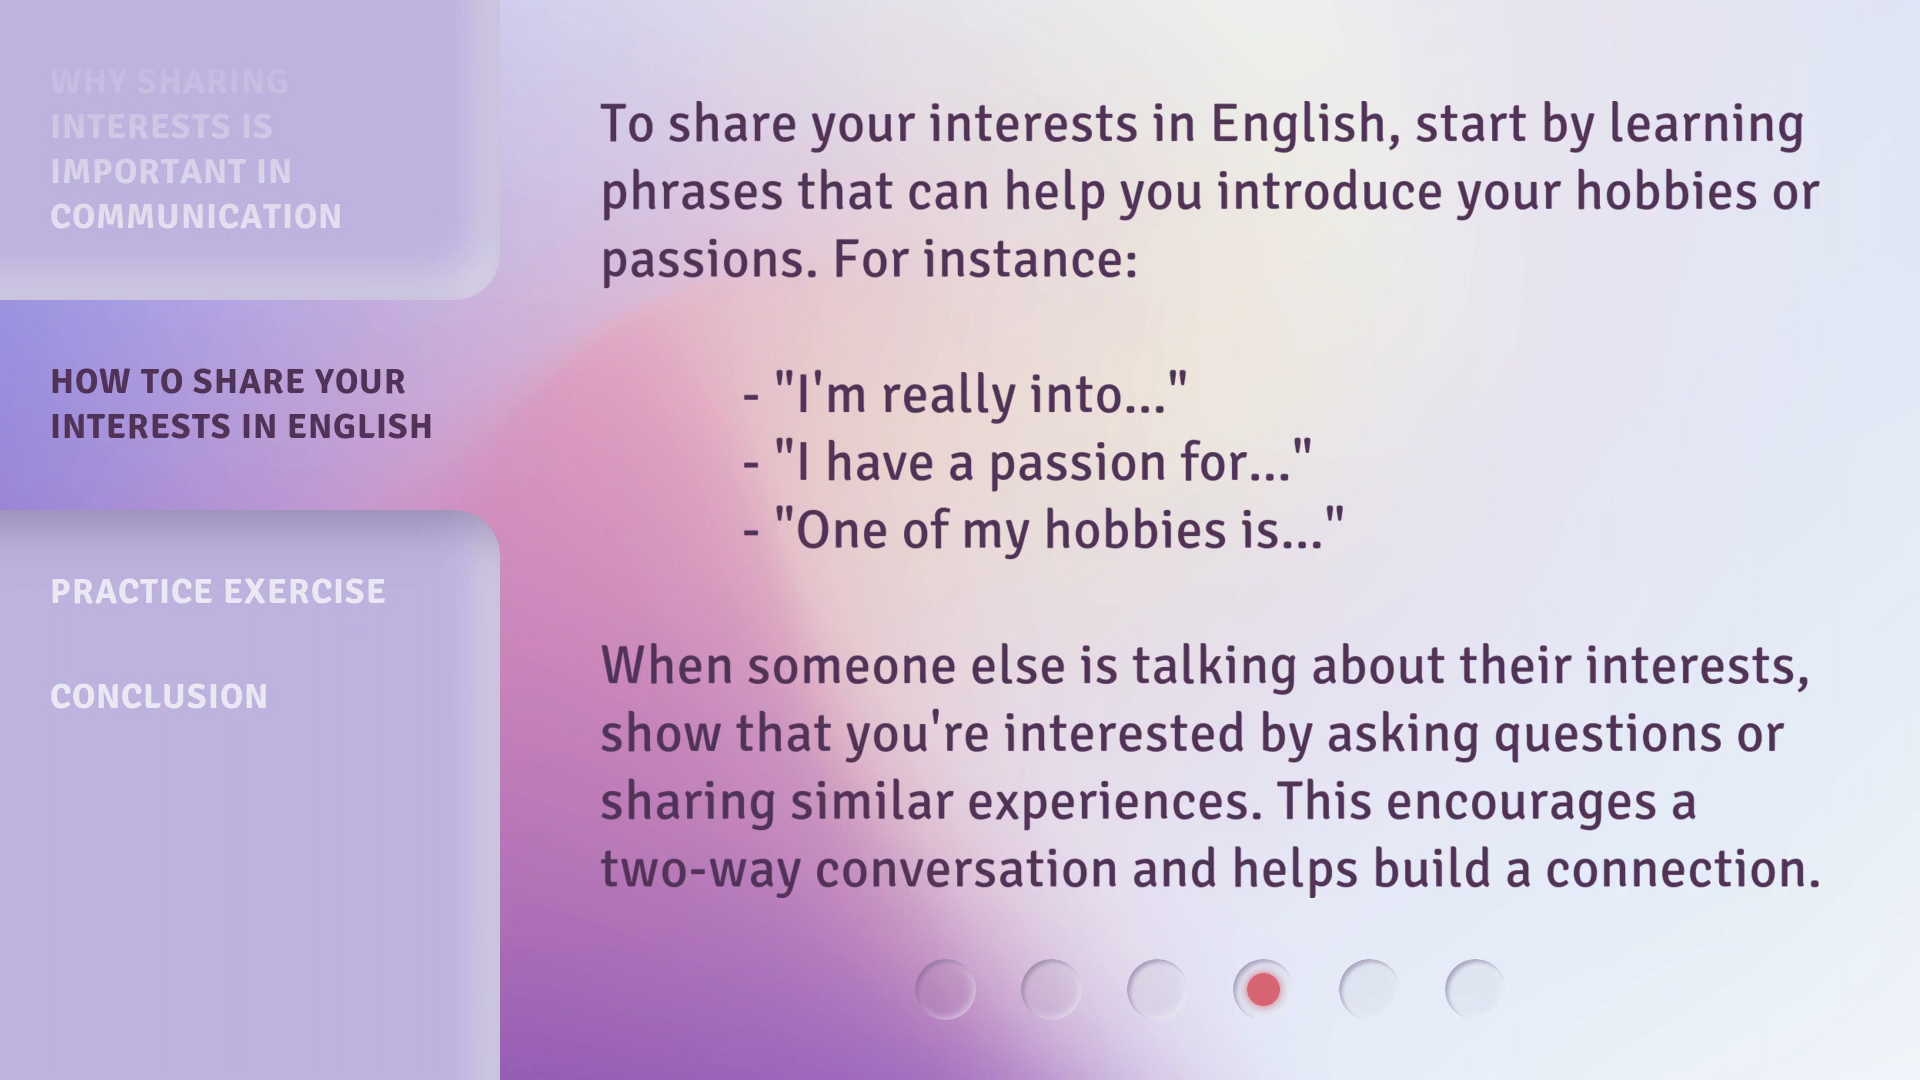 WHY SHARING
INTERESTS IS
IMPORTANT IN
COMMUNICATION
HOW TO SHARE YOUR
INTERESTS IN ENGLISH
PRACTICE EXERCISE
CONCLUSION
To share your interests in English, start by learning
phrases that can help you introduce your hobbies or
passions. For instance:
- "I'm really into..."
- "I have a passion for..."
- "One of my hobbies is..."
When someone else is talking about their interests,
show that you're interested by asking questions or
sharing similar experiences. This encourages a
two-way conversation and helps build a connection.